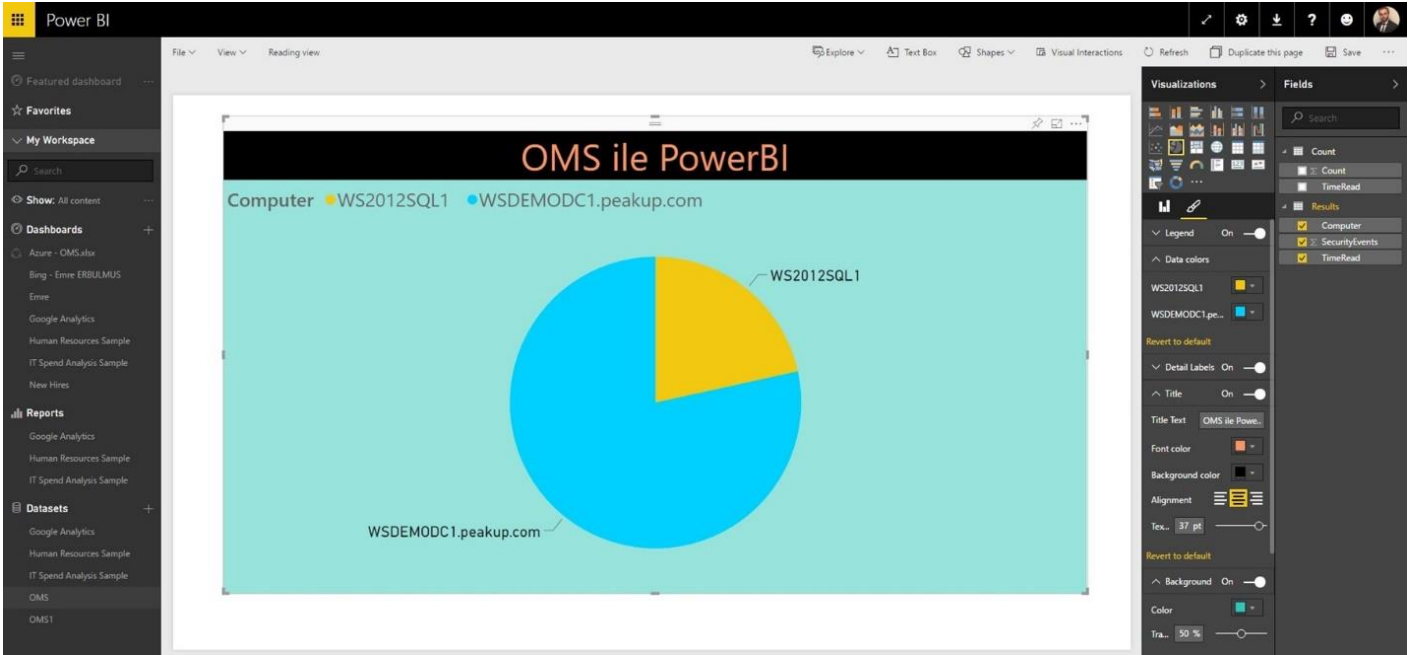 Power BI
File View Reading view Explore Text Box Shapes Visual Interactions Refresh Duplicate this page Save
Featured dashboard
Favorites
My Workspace
Search
Show: All content
Dashboards
Azure - OMS.xlsx
Bing - Emre ERBULMUS
Emre
Google Analytics
Human Resources Sample
IT Spend Analysis Sample
New Hires
Reports
Google Analytics
Human Resources Sample
IT Spend Analysis Sample
Datasets
Google Analytics
Human Resources Sample
IT Spend Analysis Sample
OMS
OMS1
OMS ile PowerBI
Computer WS2012SQL1 WSDEMODC1.peakup.com
WS2012SQL1
WSDEMODC1.peakup.com
Visualizations
Legend On
Data colors
WS2012SQL1
WSDEMODC1.pe...
Revert to default
Detail Labels On
Title On
Title Text OMS ile Powe..
Font color
Background color
Alignment
Tex... 37 pt
Revert to default
Background On
Color
Tra... 50 %
Fields
Search
Count
Σ Count
TimeRead
Results
Computer
Σ SecurityEvents
TimeRead